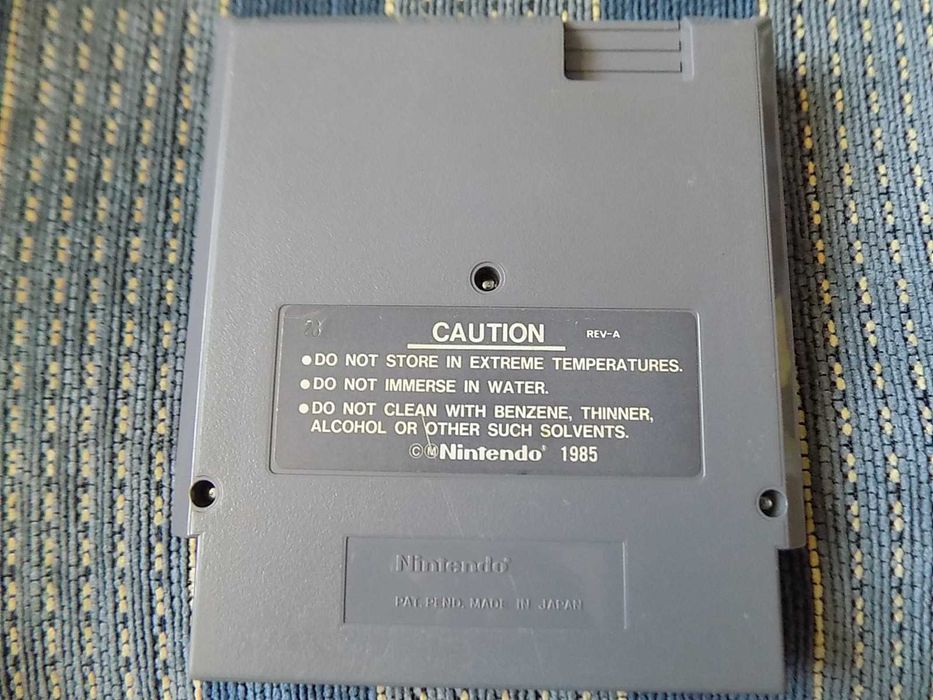 CAUTION REV-A
●DO NOT STORE IN EXTREME TEMPERATURES.
●DO NOT IMMERSE IN WATER.
●DO NOT CLEAN WITH BENZENE, THINNER,
ALCOHOL OR OTHER SUCH SOLVENTS.
ⒸⓂNintendo® 1985
Nintendo®
PAT. PEND. MADE IN JAPAN